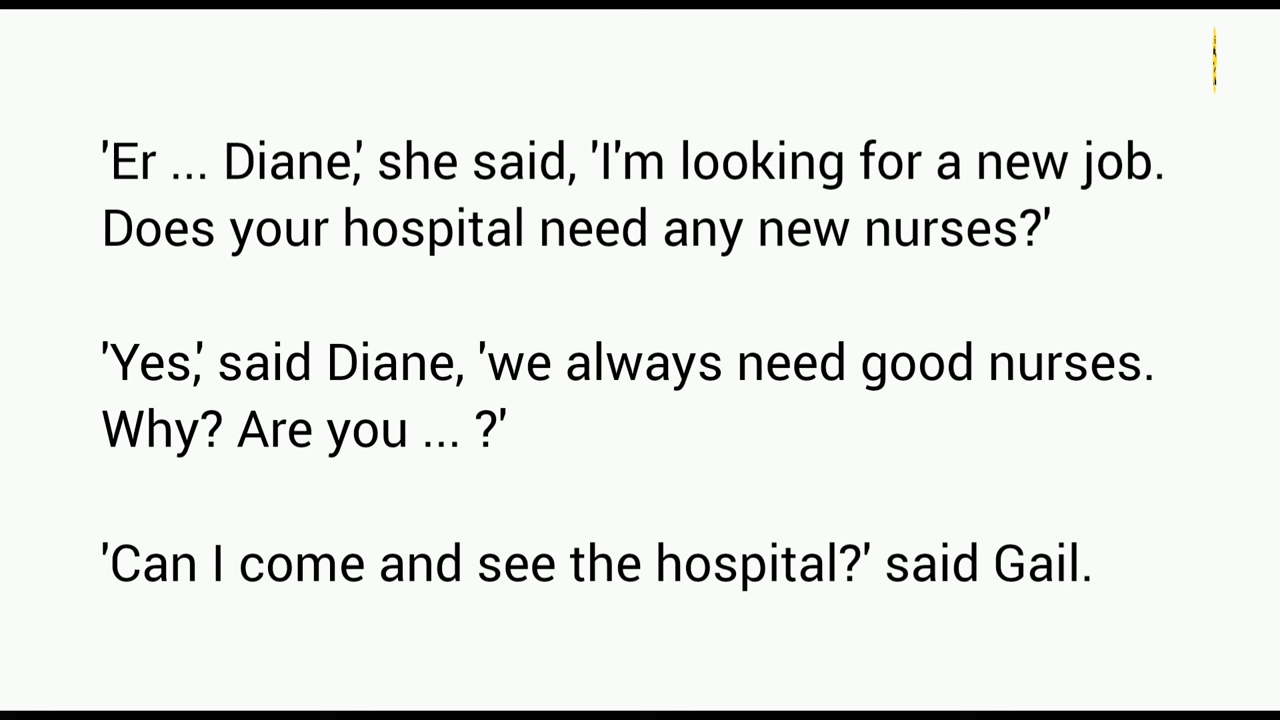 'Er ... Diane,' she said, 'I'm looking for a new job.
Does your hospital need any new nurses?'
'Yes,' said Diane, 'we always need good nurses.
Why? Are you ... ?'
'Can I come and see the hospital?' said Gail.